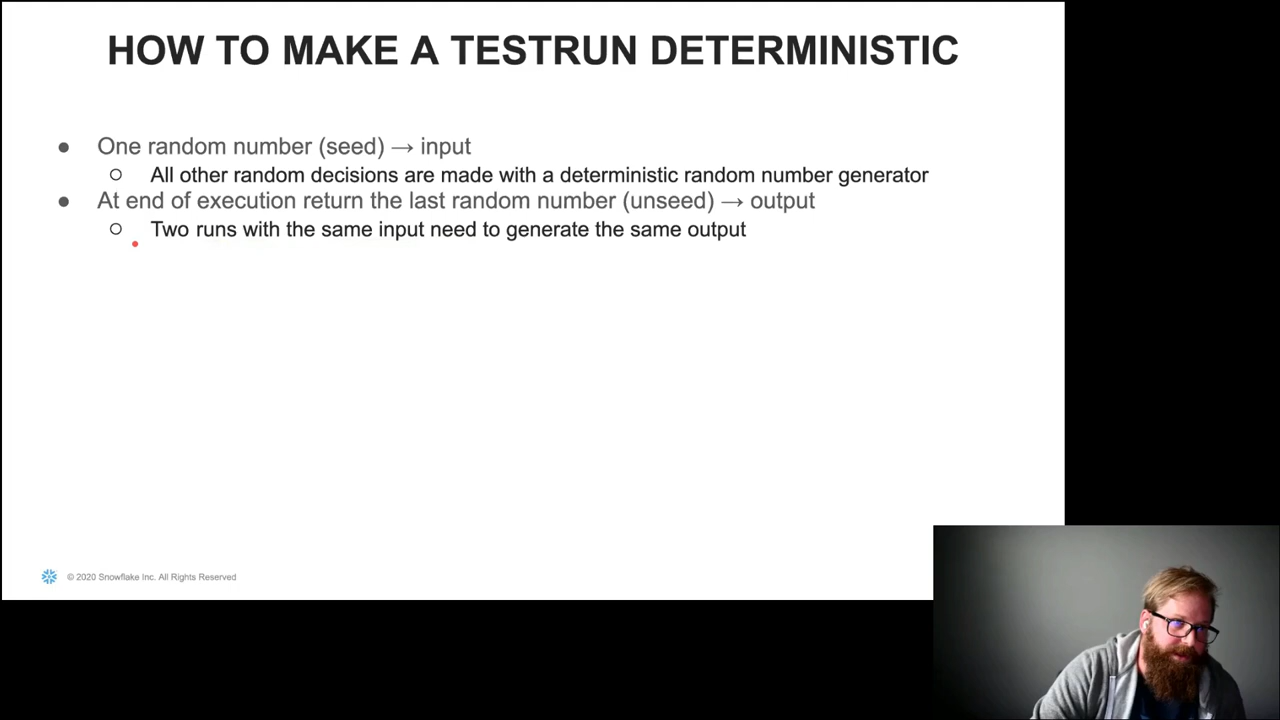 HOW TO MAKE A TESTRUN DETERMINISTIC
● One random number (seed) → input
○ All other random decisions are made with a deterministic random number generator
● At end of execution return the last random number (unseed) → output
○ Two runs with the same input need to generate the same output
© 2020 Snowflake Inc. All Rights Reserved